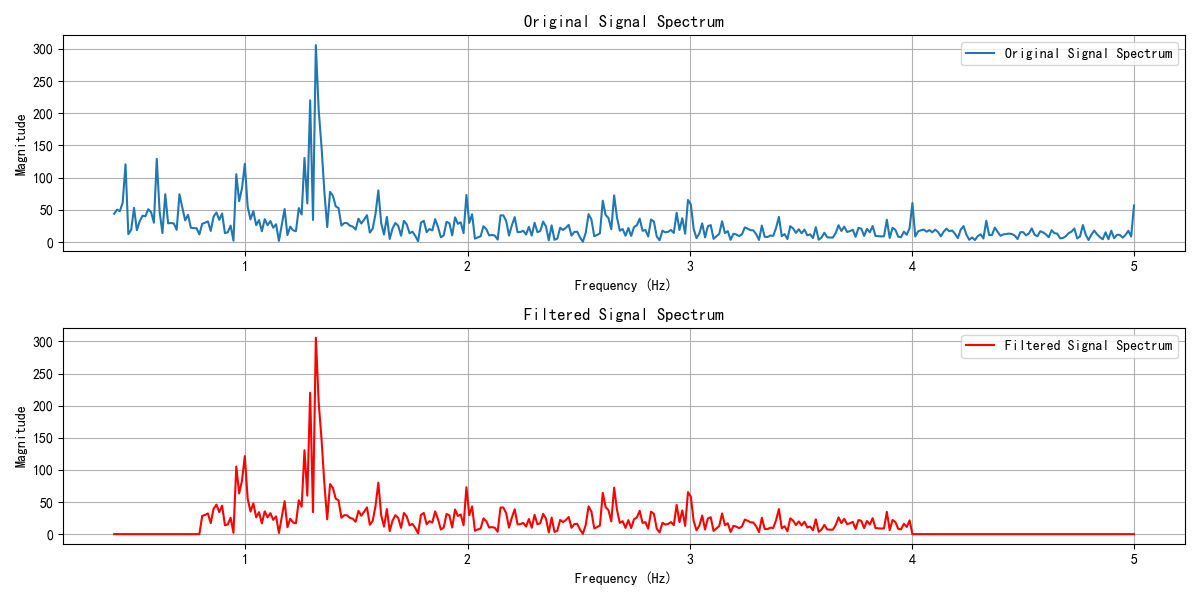 Original Signal Spectrum
Original Signal Spectrum
300
250
200
150
100
50
0
Magnitude
1 2 3 4 5
Frequency (Hz)
Filtered Signal Spectrum
Filtered Signal Spectrum
300
250
200
150
100
50
0
Magnitude
1 2 3 4 5
Frequency (Hz)